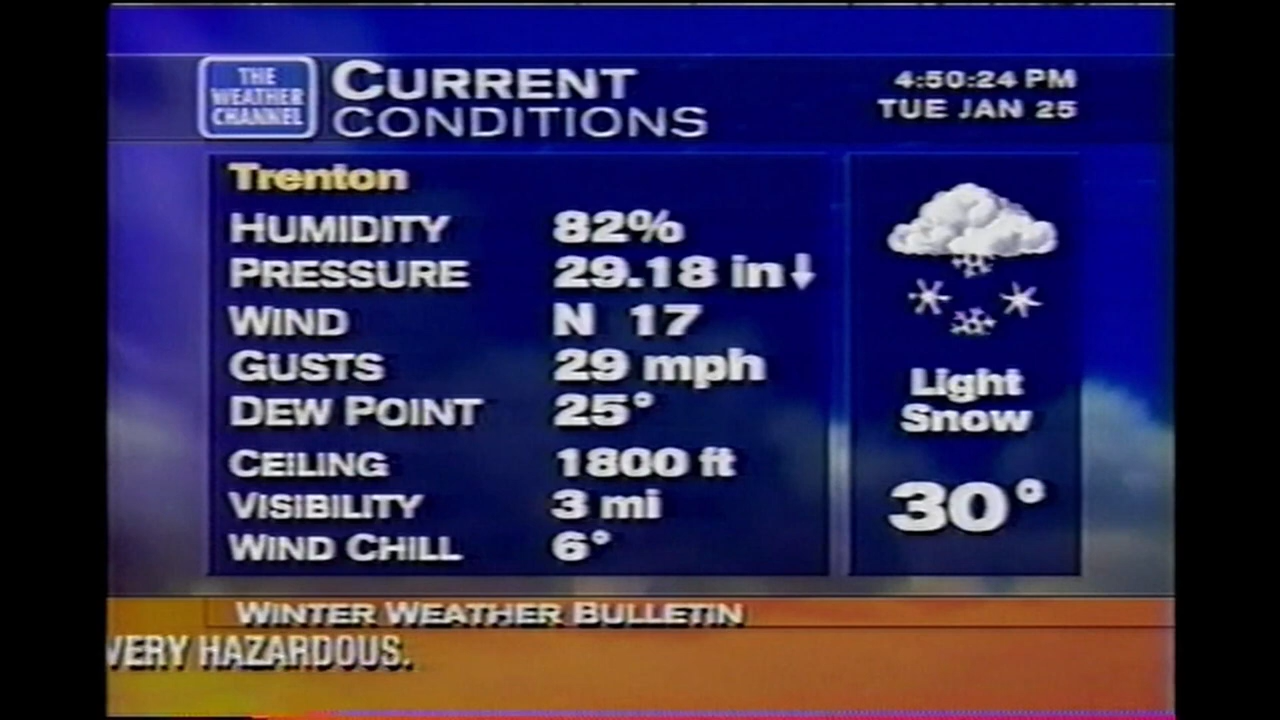 THE
WEATHER
CHANNEL
CURRENT
CONDITIONS
4:50:24 PM
TUE JAN 25
Trenton
HUMIDITY 82%
PRESSURE 29.18 in↓
WIND N 17
GUSTS 29 mph
DEW POINT 25°
CEILING 1800 ft
VISIBILITY 3 mi
WIND CHILL 6°
Light
Snow
30°
WINTER WEATHER BULLETIN
VERY HAZARDOUS.